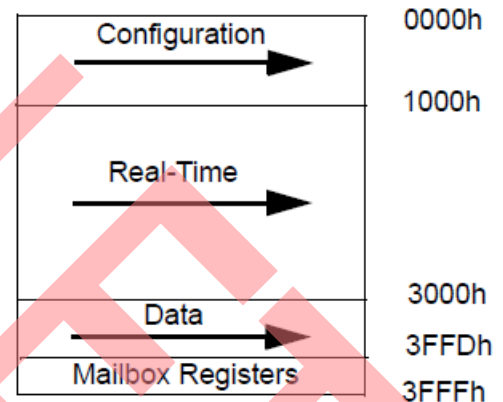 Configuration
0000h
1000h
Real-Time
3000h
Data
3FFDh
Mailbox Registers
3FFFh